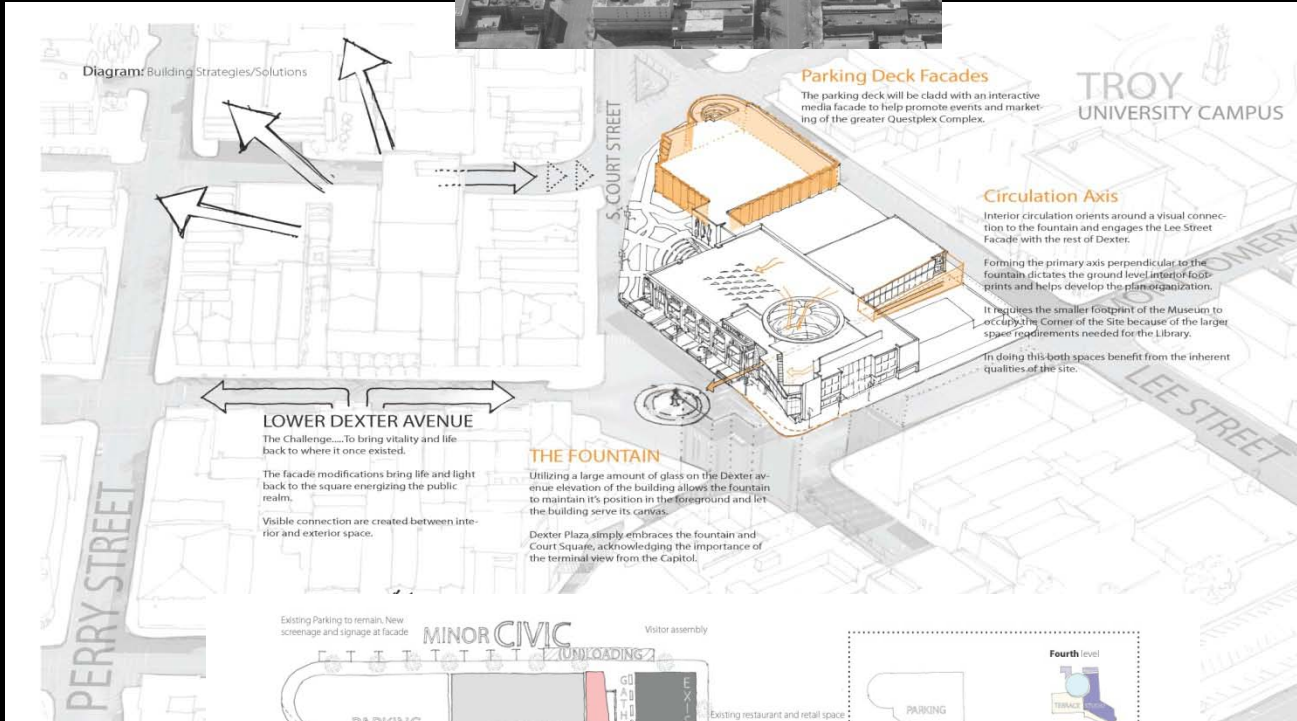 Diagram: Building Strategies/Solutions
S. COURT STREET
Parking Deck Facades
The parking deck will be cladd with an interactive
media facade to help promote events and market-
ing of the greater Questplex Complex.
TROY
UNIVERSITY CAMPUS
Circulation Axis
Interior circulation orients around a visual connec-
tion to the fountain and engages the Lee Street
Facade with the rest of Dexter.
Forming the primary axis perpendicular to the
fountain dictates the ground level interior foot-
prints and helps develop the plan organization.
It requires the smaller footprint of the Museum to
occupy the Corner of the Site because of the larger
space requirements needed for the Library.
In doing this both spaces benefit from the inherent
qualities of the site.
MONTGOMERY
LEE STREET
LOWER DEXTER AVENUE
The Challenge.....To bring vitality and life
back to where it once existed.
The facade modifications bring life and light
back to the square energizing the public
realm.
Visible connection are created between inte-
rior and exterior space.
THE FOUNTAIN
Utilizing a large amount of glass on the Dexter av-
enue elevation of the building allows the fountain
to maintain it's position in the foreground and let
the building serve its canvas.
Dexter Plaza simply embraces the fountain and
Court Square, acknowledging the importance of
the terminal view from the Capitol.
PERRY STREET
Existing Parking to remain. New
screenage and signage at facade
MINOR CIVIC
(UN)LOADING
Visitor assembly
Existing restaurant and retail space
PARKING
PARKING
Fourth level
TERRACE